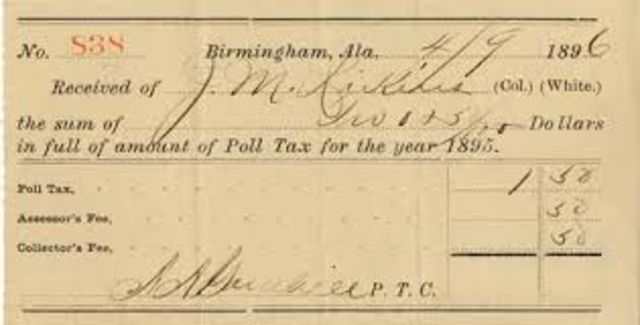 No. 838 Birmingham, Ala. 4/9 1896
Received of J. M. (Col.) (White.)
the sum of Two Dollars
in full of amount of Poll Tax for the year 1895.
Poll Tax, 1 50
Assessor's Fee, 50
Collector's Fee, 50
P. T. C.